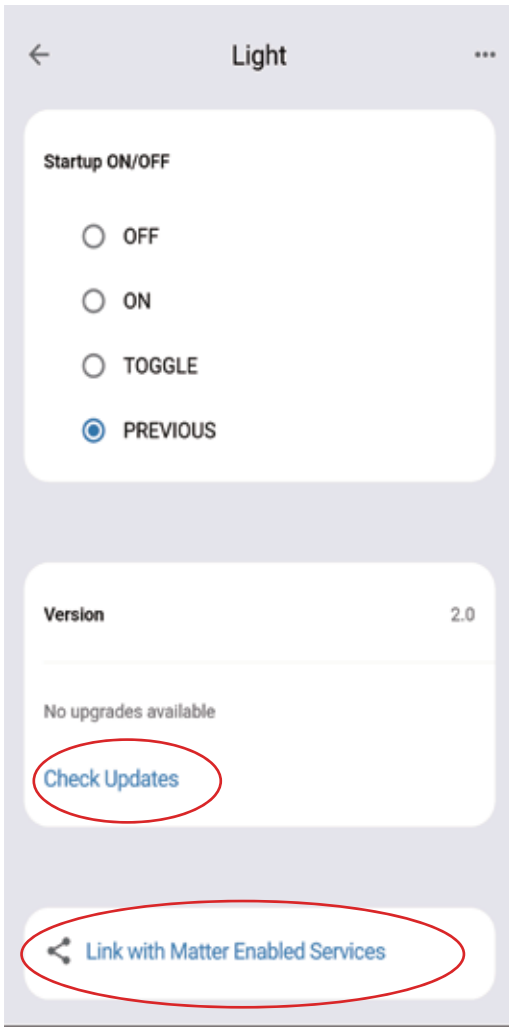 Light
Startup ON/OFF
OFF
ON
TOGGLE
PREVIOUS
Version 2.0
No upgrades available
Check Updates
Link with Matter Enabled Services